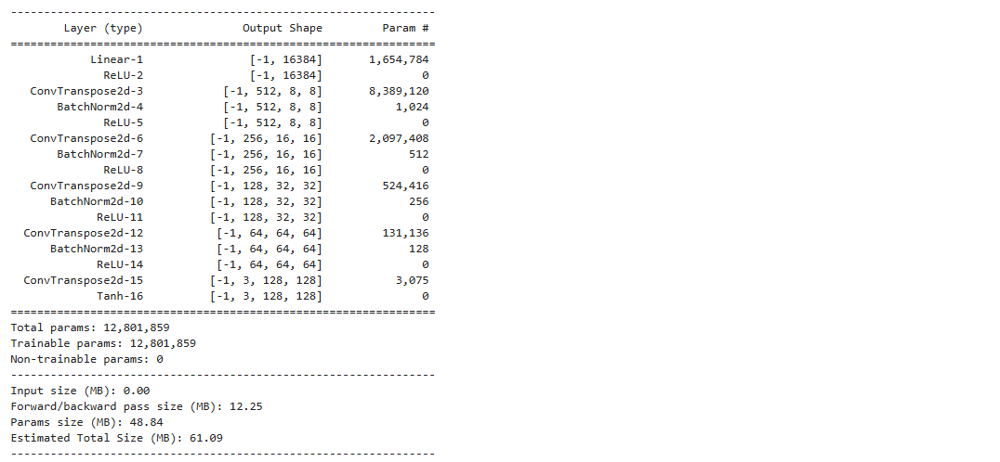 ----------------------------------------------------------------
Layer (type) Output Shape Param #
================================================================
Linear-1 [-1, 16384] 1,654,784
ReLU-2 [-1, 16384] 0
ConvTranspose2d-3 [-1, 512, 8, 8] 8,389,120
BatchNorm2d-4 [-1, 512, 8, 8] 1,024
ReLU-5 [-1, 512, 8, 8] 0
ConvTranspose2d-6 [-1, 256, 16, 16] 2,097,408
BatchNorm2d-7 [-1, 256, 16, 16] 512
ReLU-8 [-1, 256, 16, 16] 0
ConvTranspose2d-9 [-1, 128, 32, 32] 524,416
BatchNorm2d-10 [-1, 128, 32, 32] 256
ReLU-11 [-1, 128, 32, 32] 0
ConvTranspose2d-12 [-1, 64, 64, 64] 131,136
BatchNorm2d-13 [-1, 64, 64, 64] 128
ReLU-14 [-1, 64, 64, 64] 0
ConvTranspose2d-15 [-1, 3, 128, 128] 3,075
Tanh-16 [-1, 3, 128, 128] 0
================================================================
Total params: 12,801,859
Trainable params: 12,801,859
Non-trainable params: 0
----------------------------------------------------------------
Input size (MB): 0.00
Forward/backward pass size (MB): 12.25
Params size (MB): 48.84
Estimated Total Size (MB): 61.09
----------------------------------------------------------------